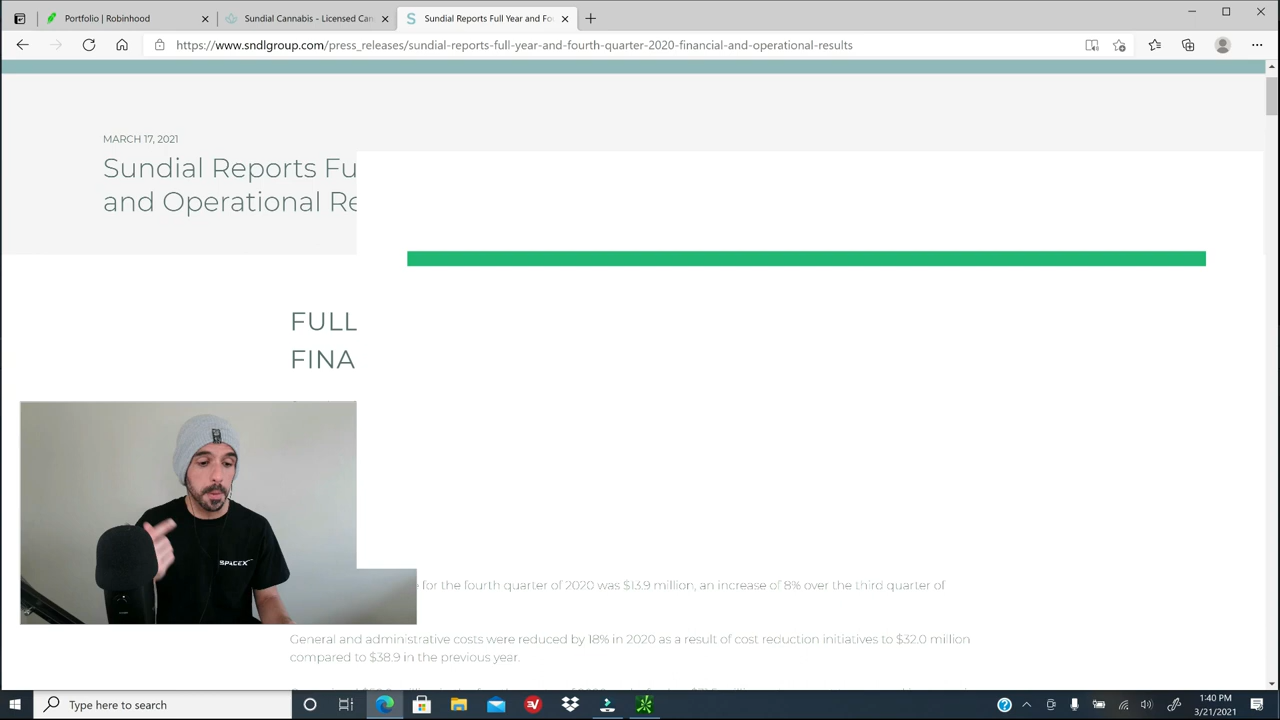 Portfolio | Robinhood
Sundial Cannabis - Licensed Can
Sundial Reports Full Year and Fo
https://www.sndlgroup.com/press_releases/sundial-reports-full-year-and-fourth-quarter-2020-financial-and-operational-results
MARCH 17, 2021
Sundial Reports Fu
and Operational Re
FULL
FINA
SPACEX
for the fourth quarter of 2020 was $13.9 million, an increase of 8% over the third quarter of
General and administrative costs were reduced by 18% in 2020 as a result of cost reduction initiatives to $32.0 million
compared to $38.9 in the previous year.
Type here to search
1:40 PM
3/21/2021